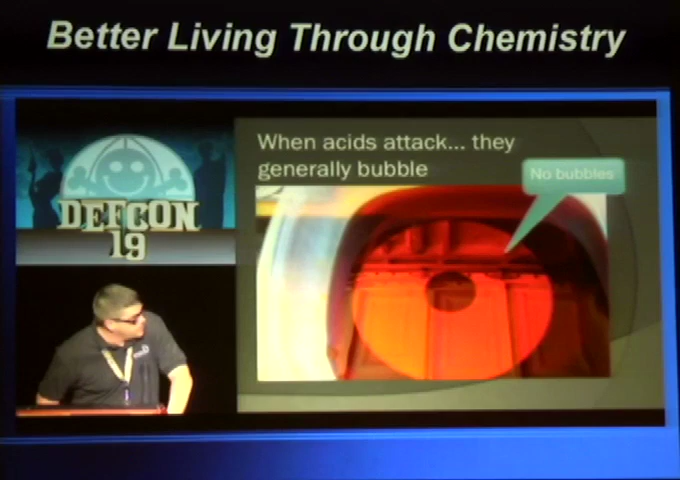 Better Living Through Chemistry
When acids attack... they
generally bubble
No bubbles
DEFCON
19